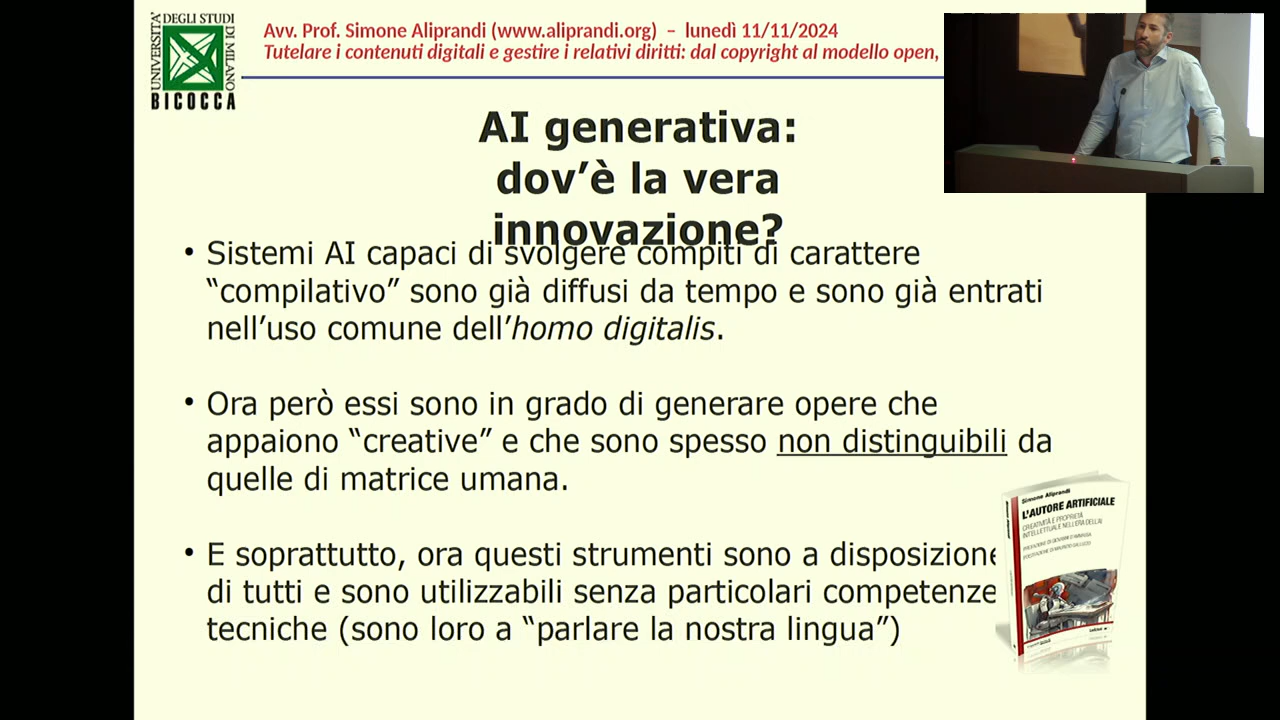 UNIVERSITA' DEGLI STUDI DI MILANO
BICOCCA
Avv. Prof. Simone Aliprandi (www.aliprandi.org) – lunedì 11/11/2024
Tutelare i contenuti digitali e gestire i relativi diritti: dal copyright al modello open,
AI generativa:
dov’è la vera
innovazione?
• Sistemi AI capaci di svolgere compiti di carattere
“compilativo” sono già diffusi da tempo e sono già entrati
nell’uso comune dell’homo digitalis.
• Ora però essi sono in grado di generare opere che
appaiono “creative” e che sono spesso non distinguibili da
quelle di matrice umana.
• E soprattutto, ora questi strumenti sono a disposizione
di tutti e sono utilizzabili senza particolari competenze
tecniche (sono loro a “parlare la nostra lingua”)
Simone Aliprandi
L'AUTORE ARTIFICIALE
CREATIVITÀ E PROPRIETÀ
INTELLETTUALE NELL'ERA DELL'AI